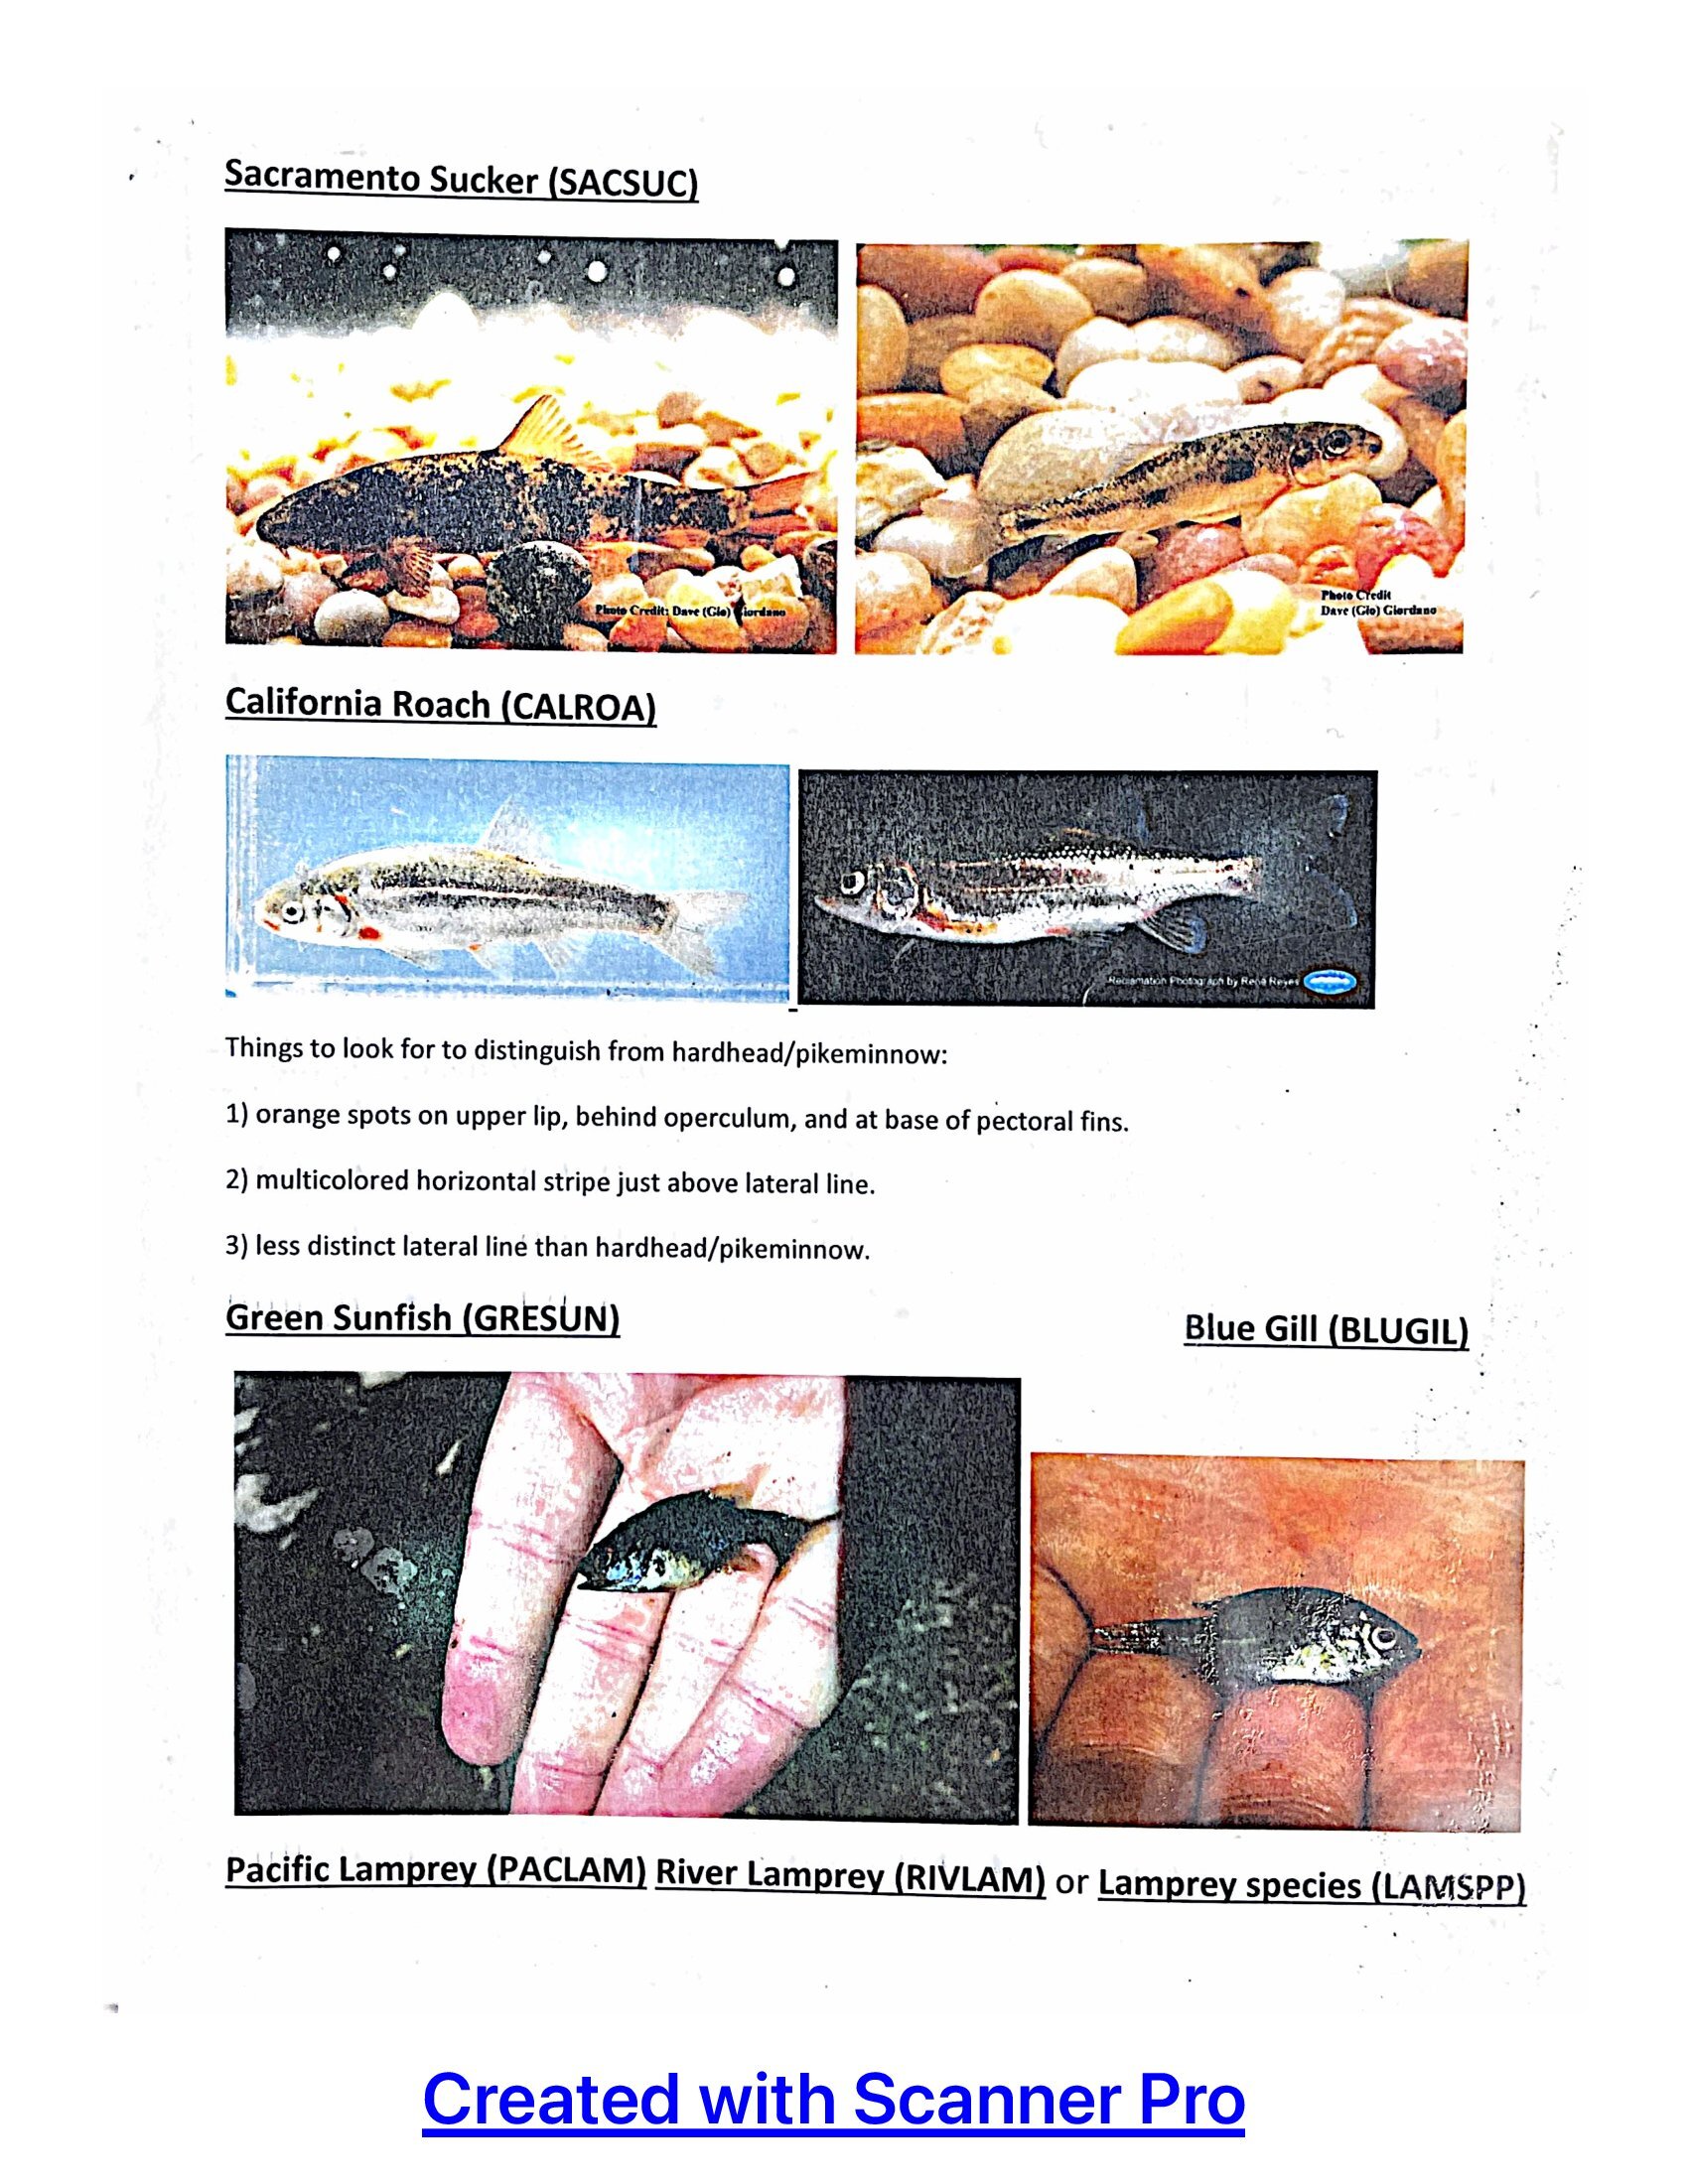 Sacramento Sucker (SACSUC)
Photo Credit: Dave (Gio) Giordano
Photo Credit
Dave (Gio) Giordano
California Roach (CALROA)
Reclamation Photograph by Rene Reyes
Things to look for to distinguish from hardhead/pikeminnow:
1) orange spots on upper lip, behind operculum, and at base of pectoral fins.
2) multicolored horizontal stripe just above lateral line.
3) less distinct lateral line than hardhead/pikeminnow.
Green Sunfish (GRESUN)
Blue Gill (BLUGIL)
Pacific Lamprey (PACLAM) River Lamprey (RIVLAM) or Lamprey species (LAMSPP)
Created with Scanner Pro